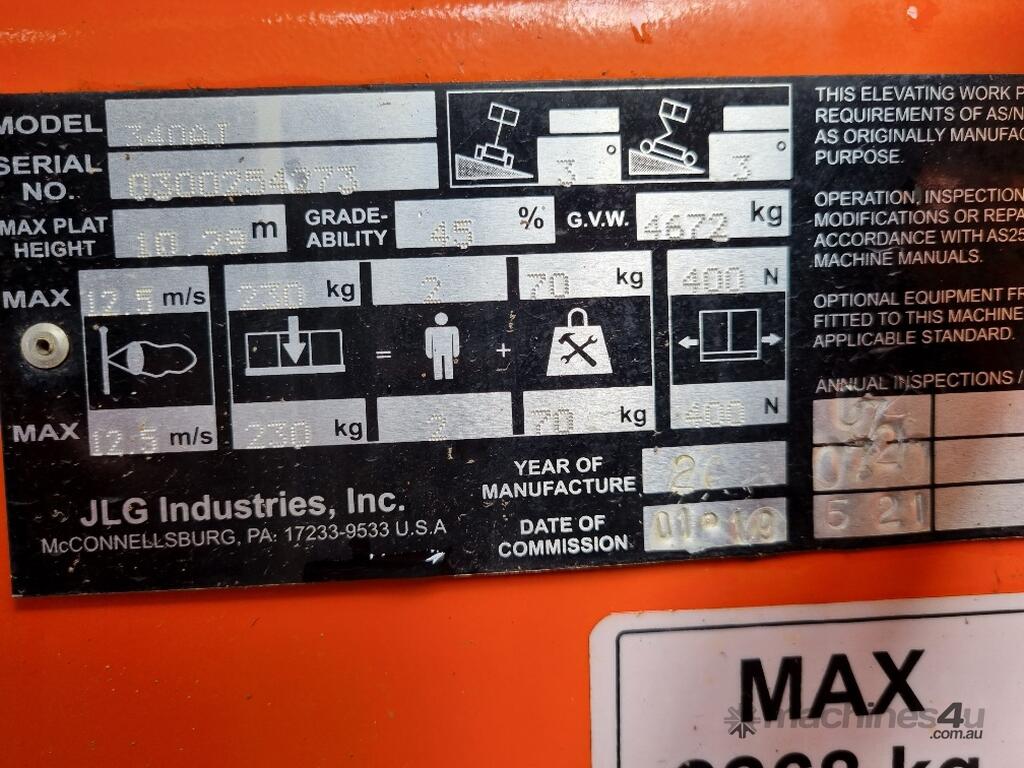 MODEL 340AJ
SERIAL NO. 0300254273
3° 3°
MAX PLAT HEIGHT 10.29 m GRADE-ABILITY 45 % G.V.W. 4672 kg
MAX 12.5 m/s 230 kg 2 70 kg 400 N
= +
MAX 12.5 m/s 230 kg 2 70 kg 400 N
YEAR OF MANUFACTURE
DATE OF COMMISSION 01 19
JLG Industries, Inc.
McCONNELLSBURG, PA. 17233-9533 U.S.A
THIS ELEVATING WORK P
REQUIREMENTS OF AS/N
AS ORIGINALLY MANUFAC
PURPOSE.
OPERATION, INSPECTION
MODIFICATIONS OR REPA
ACCORDANCE WITH AS25
MACHINE MANUALS.
OPTIONAL EQUIPMENT FR
FITTED TO THIS MACHINE
APPLICABLE STANDARD.
ANNUAL INSPECTIONS /
5 21
MAX
kg
machines4u
.com.au